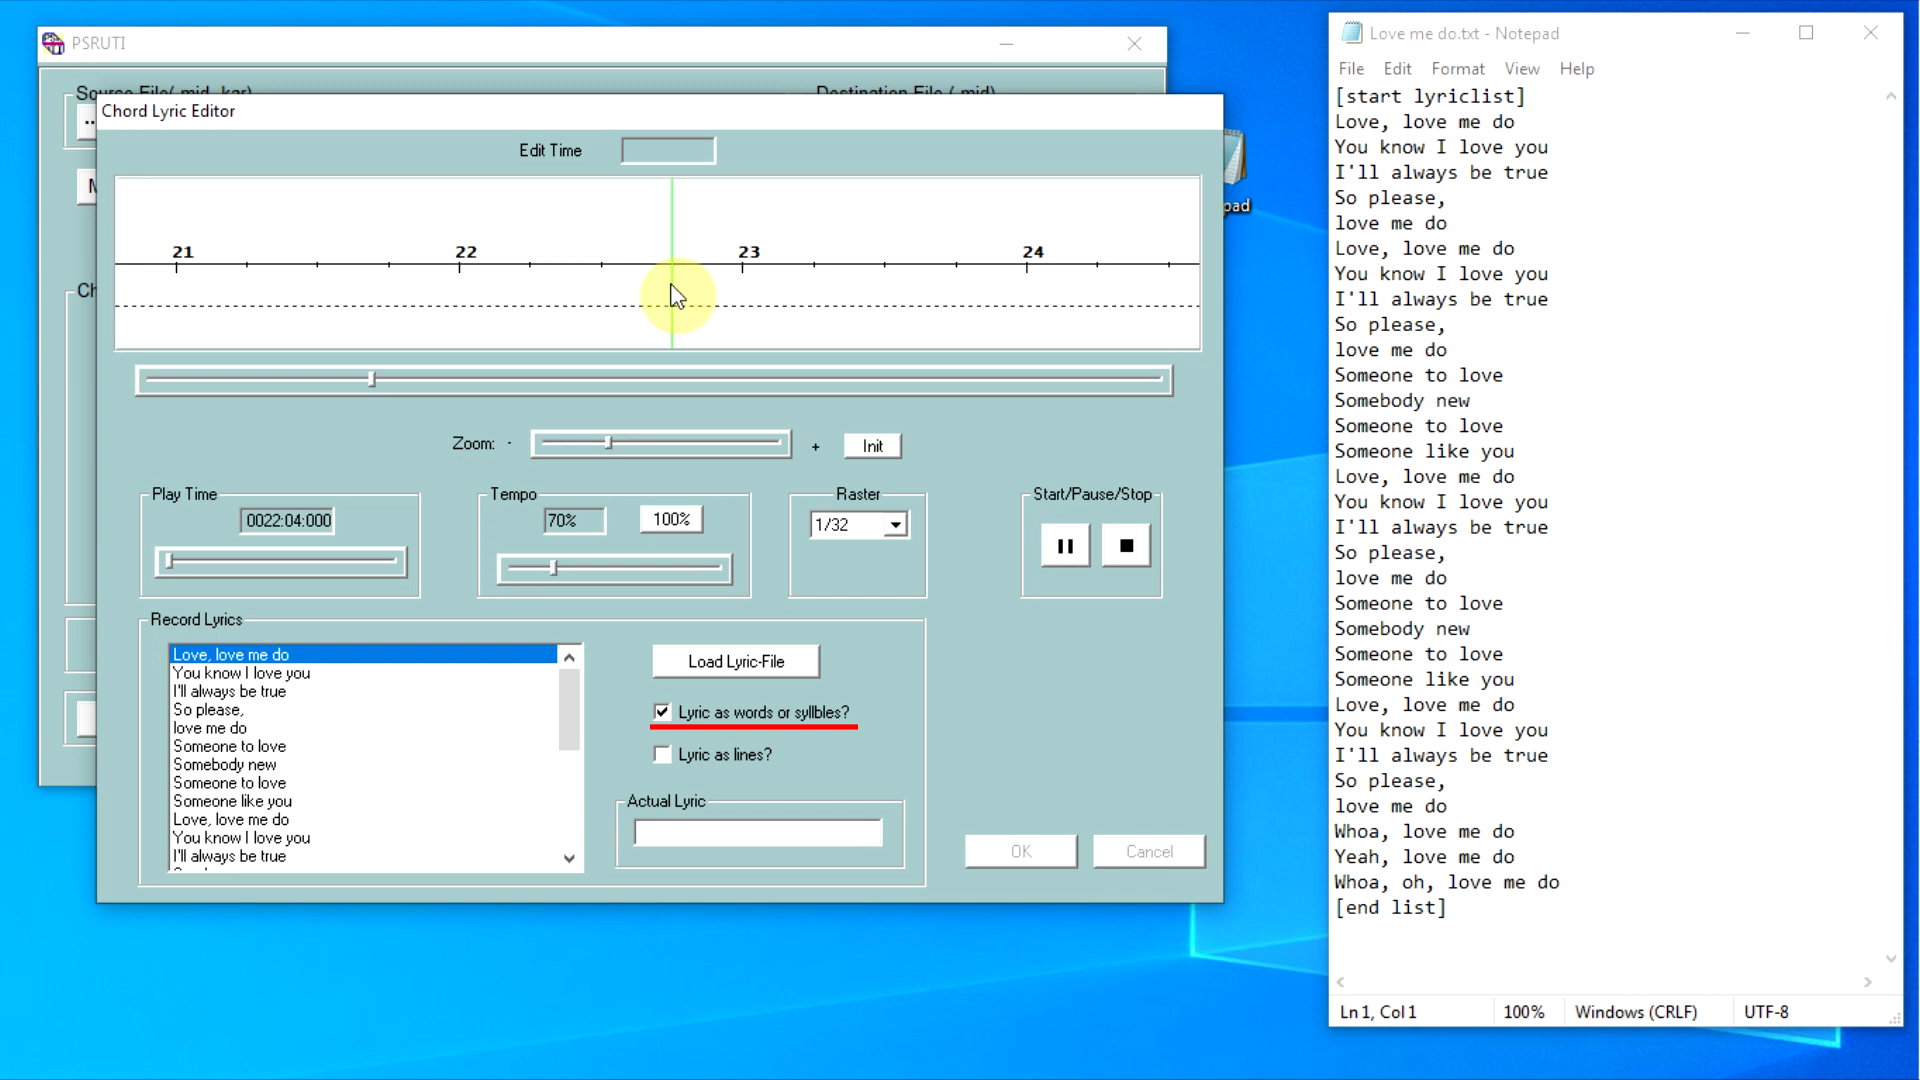 PSRUTI
Source File(.mid,.kar)
Destination File (.mid)
Chord Lyric Editor
..
Edit Time
21
22
23
24
Zoom: - + Init
Play Time
0022:04:000
Tempo
70%
100%
Raster
1/32
Start/Pause/Stop
Record Lyrics
Love, love me do
You know I love you
I'll always be true
So please,
love me do
Someone to love
Somebody new
Someone to love
Someone like you
Love, love me do
You know I love you
I'll always be true
Load Lyric-File
Lyric as words or syllbles?
Lyric as lines?
Actual Lyric
OK
Cancel
Love me do.txt - Notepad
File Edit Format View Help
[start lyriclist]
Love, love me do
You know I love you
I'll always be true
So please,
love me do
Love, love me do
You know I love you
I'll always be true
So please,
love me do
Someone to love
Somebody new
Someone to love
Someone like you
Love, love me do
You know I love you
I'll always be true
So please,
love me do
Someone to love
Somebody new
Someone to love
Someone like you
Love, love me do
You know I love you
I'll always be true
So please,
love me do
Whoa, love me do
Yeah, love me do
Whoa, oh, love me do
[end list]
Ln 1, Col 1
100%
Windows (CRLF)
UTF-8